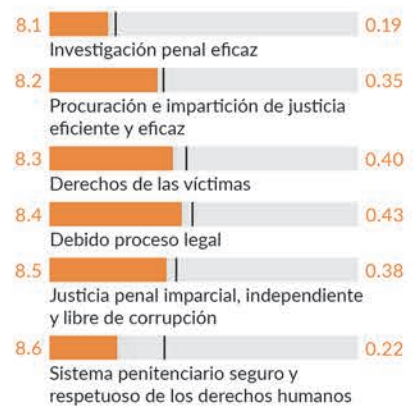 8.1 0.19
Investigación penal eficaz
8.2 0.35
Procuración e impartición de justicia
eficiente y eficaz
8.3 0.40
Derechos de las víctimas
8.4 0.43
Debido proceso legal
8.5 0.38
Justicia penal imparcial, independiente
y libre de corrupción
8.6 0.22
Sistema penitenciario seguro y
respetuoso de los derechos humanos